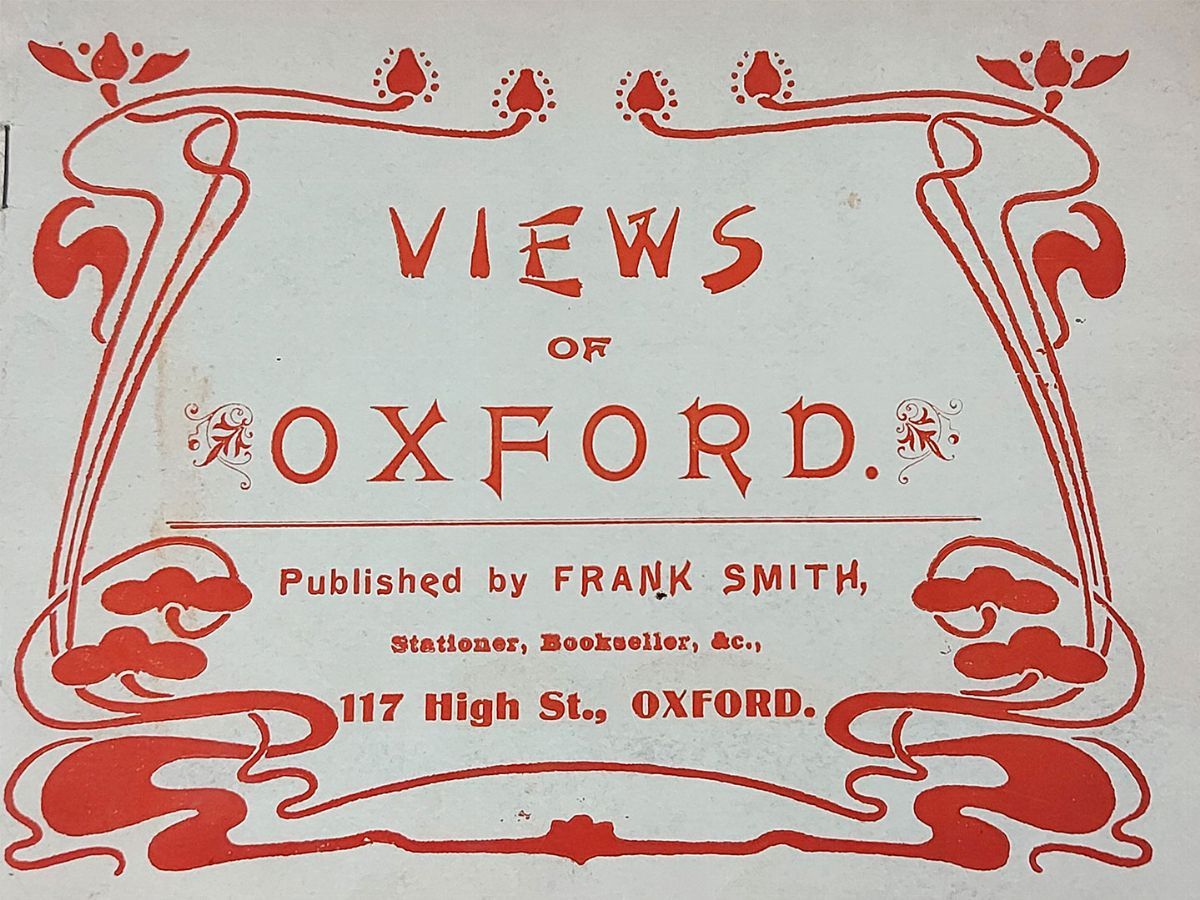 VIEWS
OF
OXFORD.
Published by FRANK SMITH,
Stationer, Bookseller, &c.,
117 High St., OXFORD.